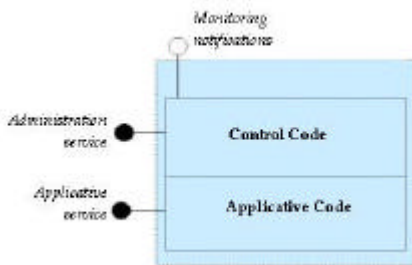 Monitoring
notifications
Administration
service
Control Code
Applicative
service
Applicative Code